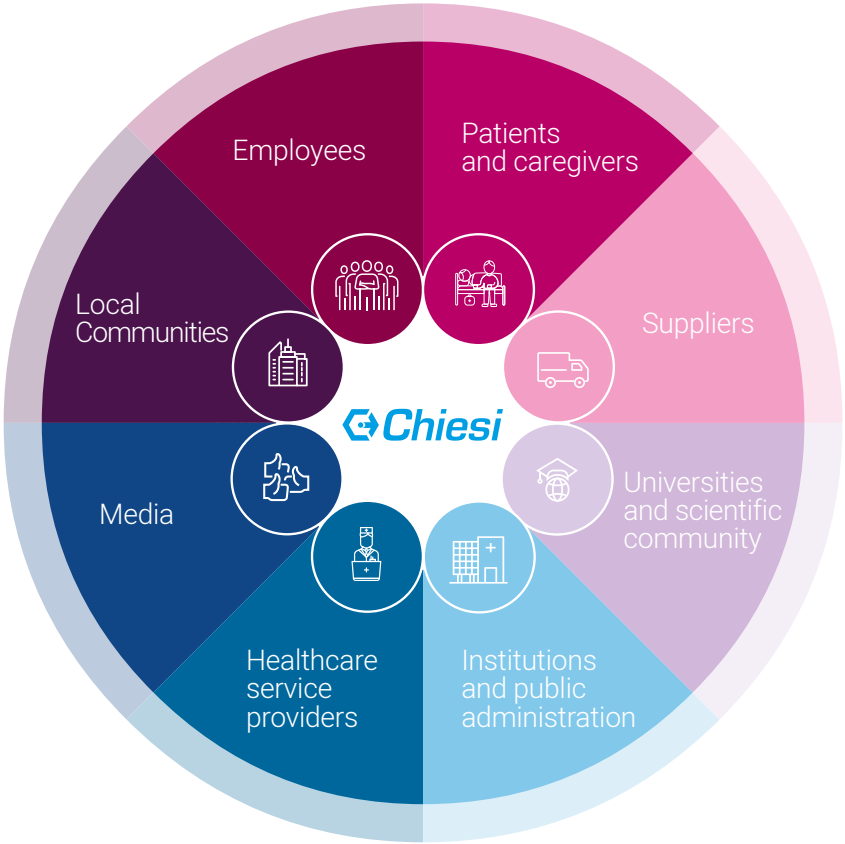 Employees
Patients
and caregivers
Local
Communities
Suppliers
Chiesi
Media
Universities
and scientific
community
Healthcare
service
providers
Institutions
and public
administration